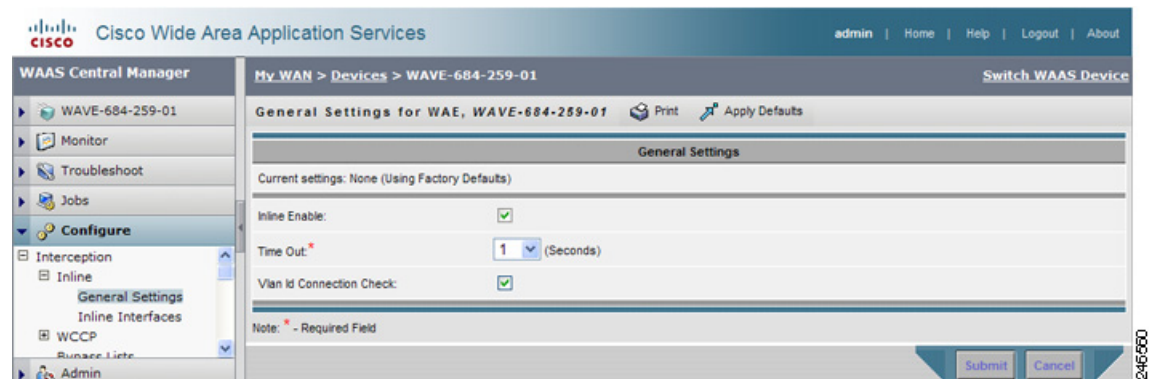 CISCO Cisco Wide Area Application Services
admin | Home | Help | Logout | About
WAAS Central Manager
My WAN > Devices > WAVE-684-259-01
Switch WAAS Device
WAVE-684-259-01
General Settings for WAE, WAVE-684-259-01 Print Apply Defaults
Monitor
Troubleshoot
Jobs
Configure
Interception
Inline
General Settings
Inline Interfaces
WCCP
Bypass Lists
Admin
General Settings
Current settings: None (Using Factory Defaults)
Inline Enable:
Time Out:* 1 (Seconds)
Vlan Id Connection Check:
Note: * - Required Field
Submit Cancel
246560